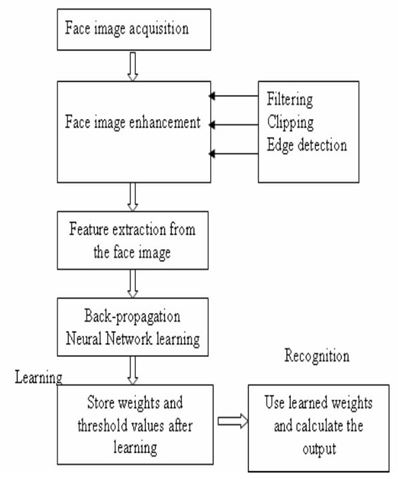 Face image acquisition
Face image enhancement
Filtering
Clipping
Edge detection
Feature extraction from
the face image
Back-propagation
Neural Network learning
Learning
Store weights and
threshold values after
learning
Recognition
Use learned weights
and calculate the
output